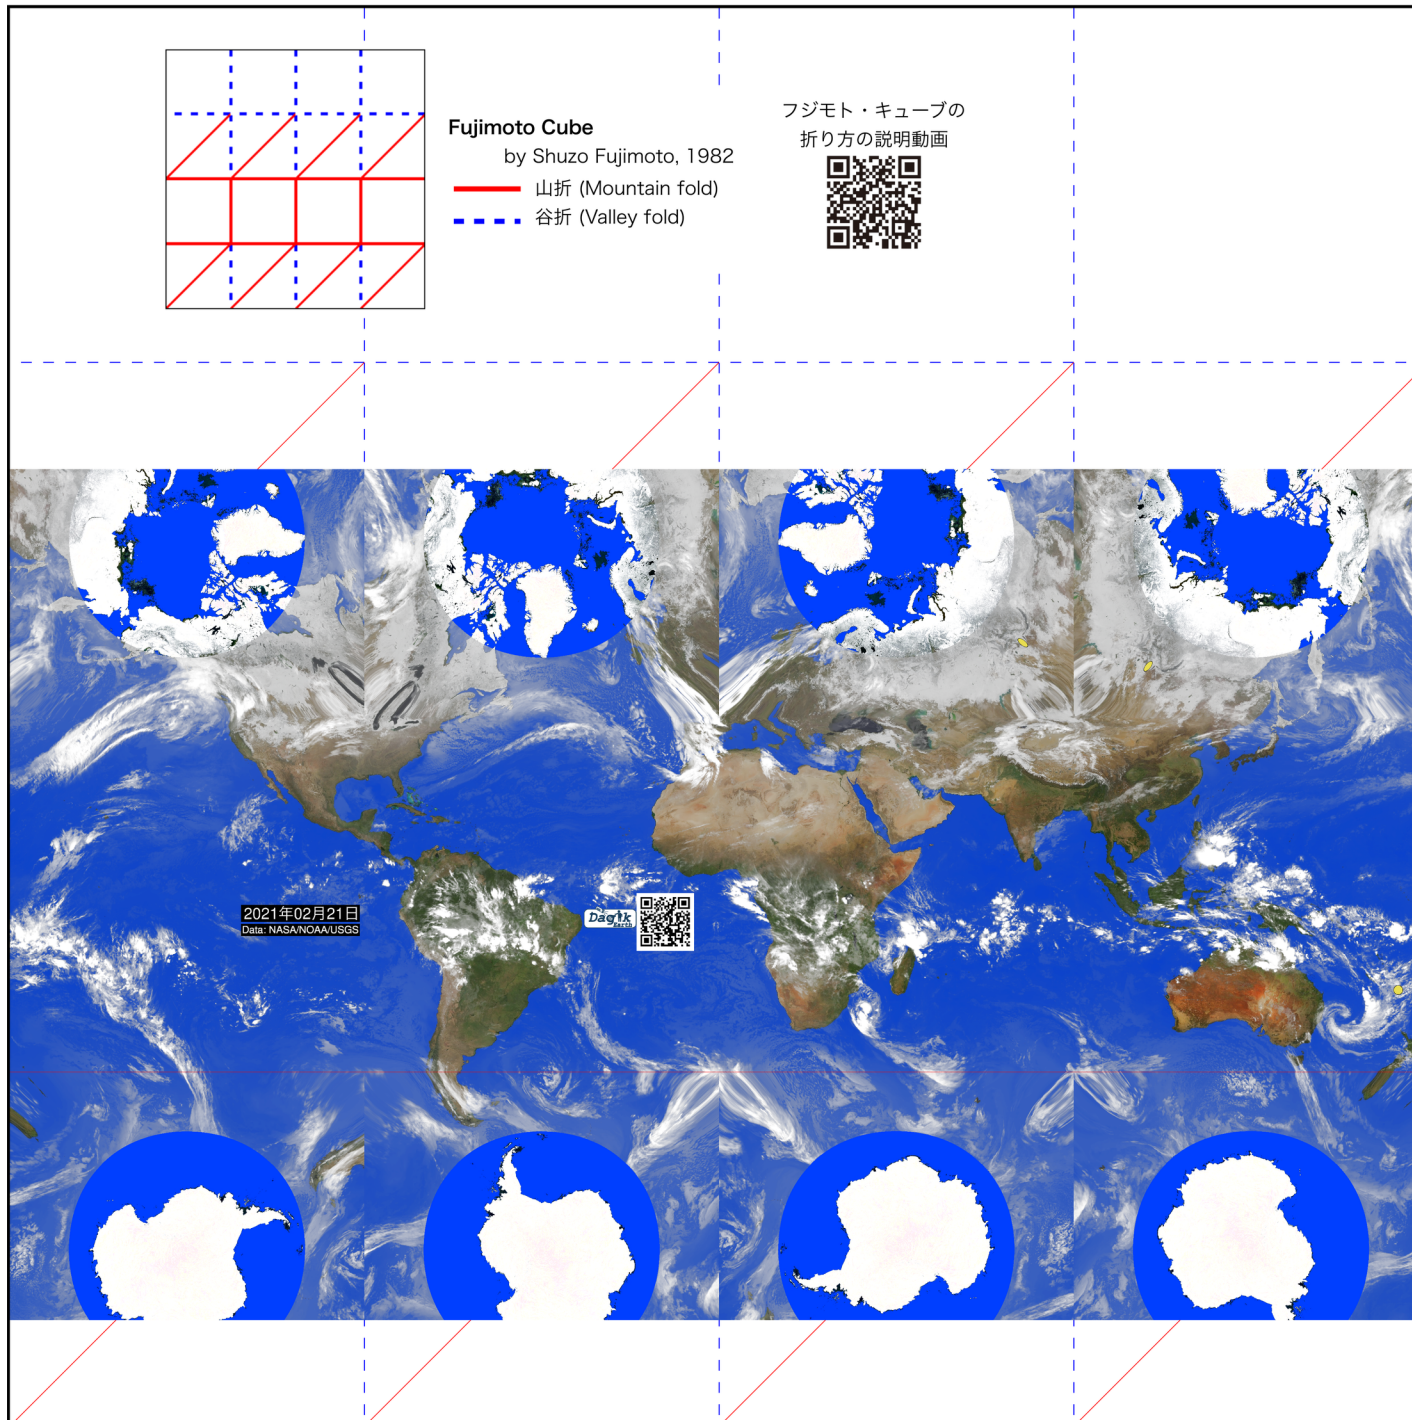 Fujimoto Cube
by Shuzo Fujimoto, 1982
山折 (Mountain fold)
谷折 (Valley fold)
フジモト・キューブの
折り方の説明動画
2021年02月21日
Data: NASA/NOAA/USGS
Dagik
Earth